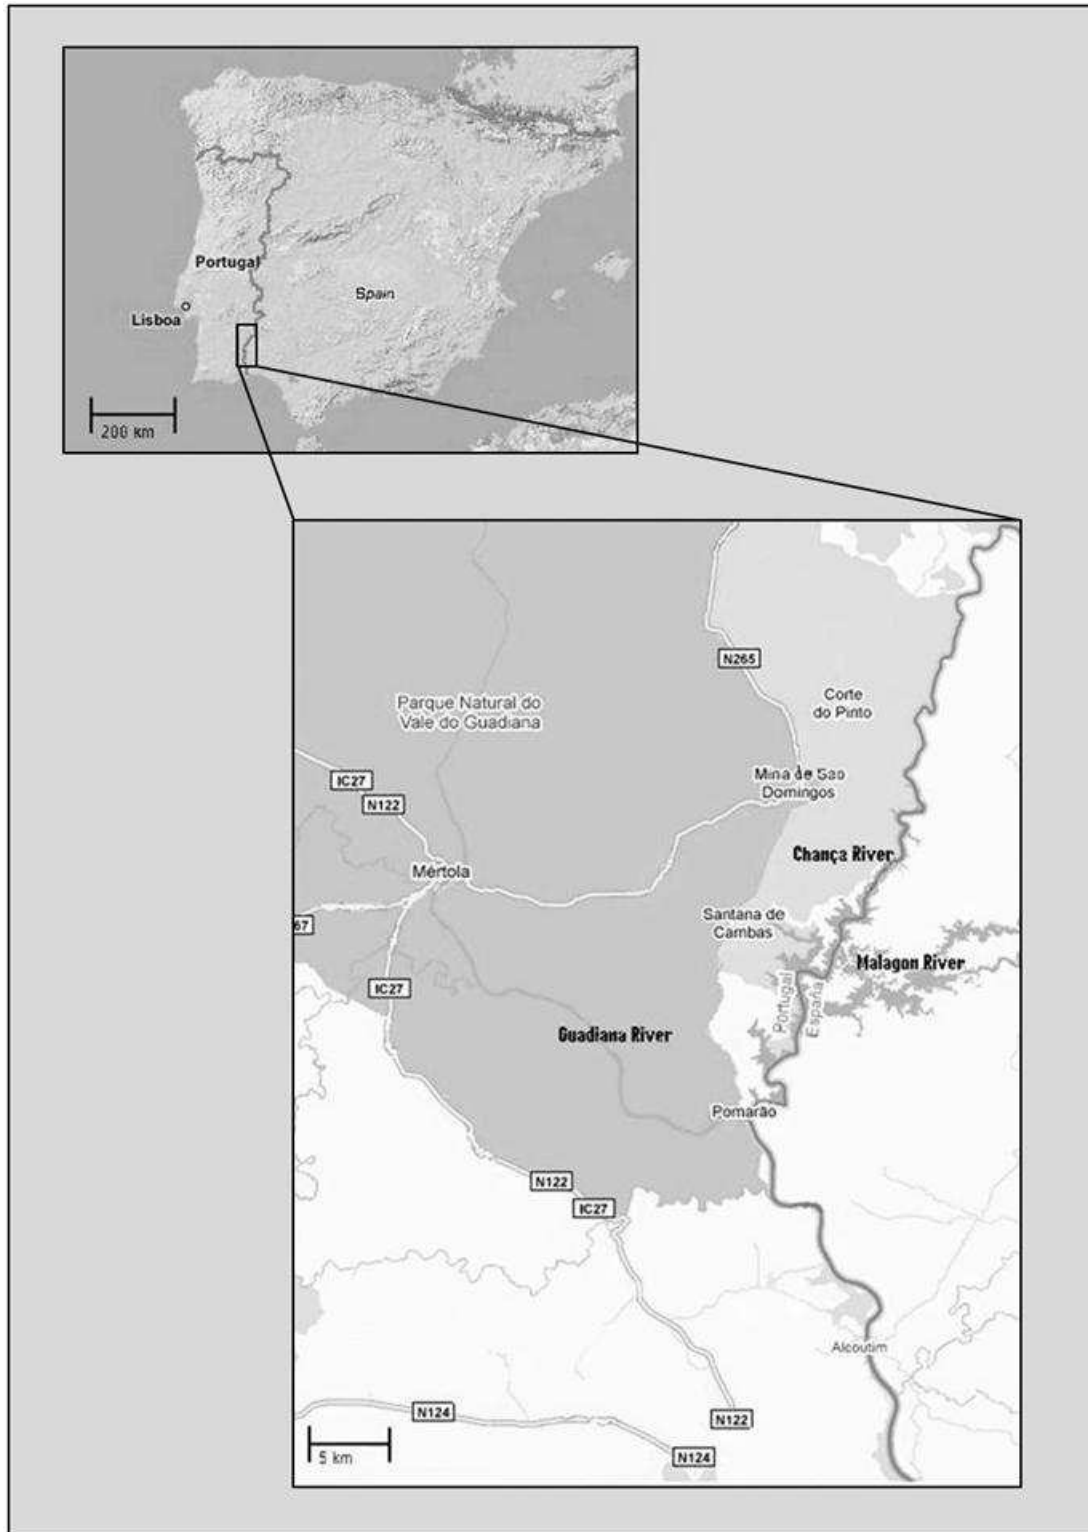 Portugal
Spain
Lisboa
200 km
N265
Corte
do Pinto
Parque Natural do
Vale do Guadiana
IC27
N122
Mina de Sao
Domingos
Chança River
Mértola
Santana de
Cambas
67
Malagon River
IC27
Portugal
España
Guadiana River
Pomarão
N122
IC27
Alcoutim
N124
N122
5 km
N124